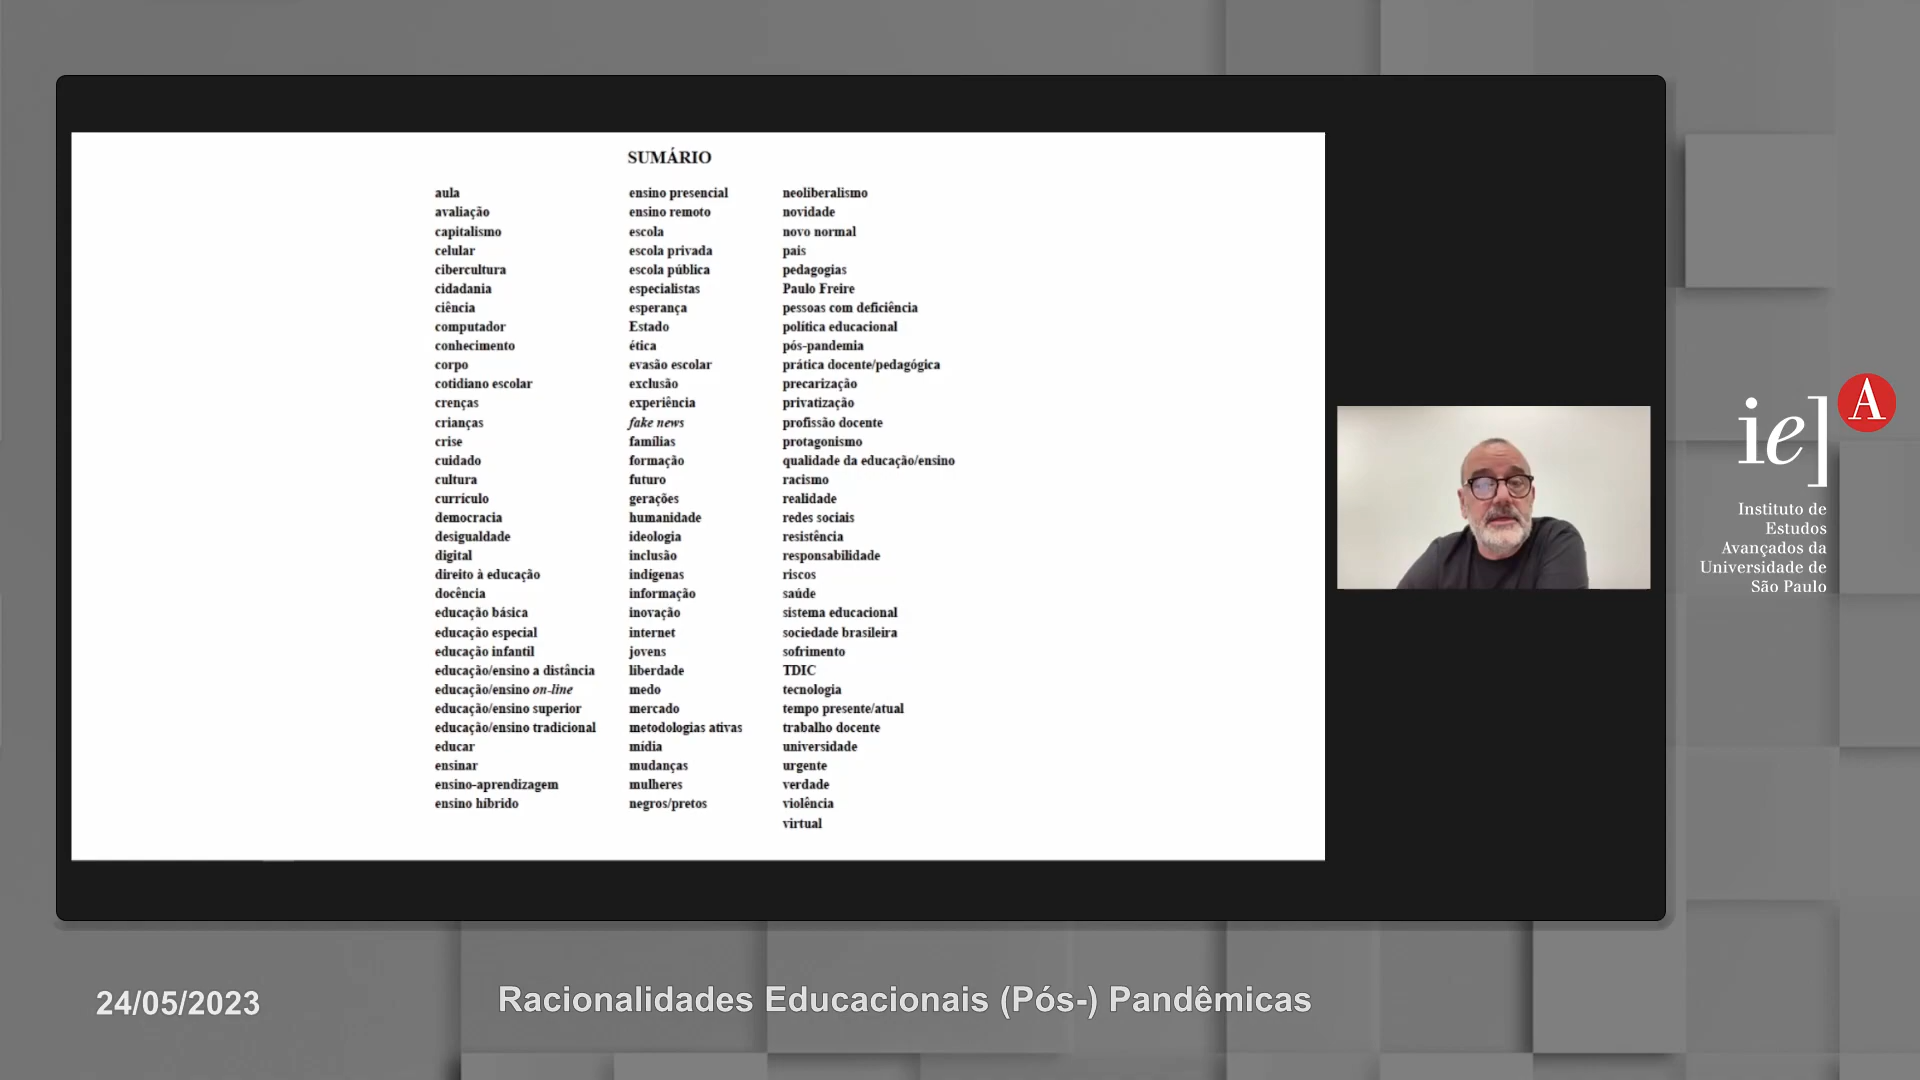 SUMÁRIO
aula
avaliação
capitalismo
celular
cibercultura
cidadania
ciência
computador
conhecimento
corpo
cotidiano escolar
crenças
crianças
crise
cuidado
cultura
currículo
democracia
desigualdade
digital
direito à educação
docência
educação básica
educação especial
educação infantil
educação/ensino a distância
educação/ensino on-line
educação/ensino superior
educação/ensino tradicional
educar
ensinar
ensino-aprendizagem
ensino híbrido
ensino presencial
ensino remoto
escola
escola privada
escola pública
especialistas
esperança
Estado
ética
evasão escolar
exclusão
experiência
fake news
famílias
formação
futuro
gerações
humanidade
ideologia
inclusão
indígenas
informação
inovação
internet
jovens
liberdade
medo
mercado
metodologias ativas
mídia
mudanças
mulheres
negros/pretos
neoliberalismo
novidade
novo normal
pais
pedagogias
Paulo Freire
pessoas com deficiência
política educacional
pós-pandemia
prática docente/pedagógica
precarização
privatização
profissão docente
protagonismo
qualidade da educação/ensino
racismo
realidade
redes sociais
resistência
responsabilidade
riscos
saúde
sistema educacional
sociedade brasileira
sofrimento
TDIC
tecnologia
tempo presente/atual
trabalho docente
universidade
urgente
verdade
violência
virtual
ie] A
Instituto de
Estudos
Avançados da
Universidade de
São Paulo
24/05/2023
Racionalidades Educacionais (Pós-) Pandêmicas